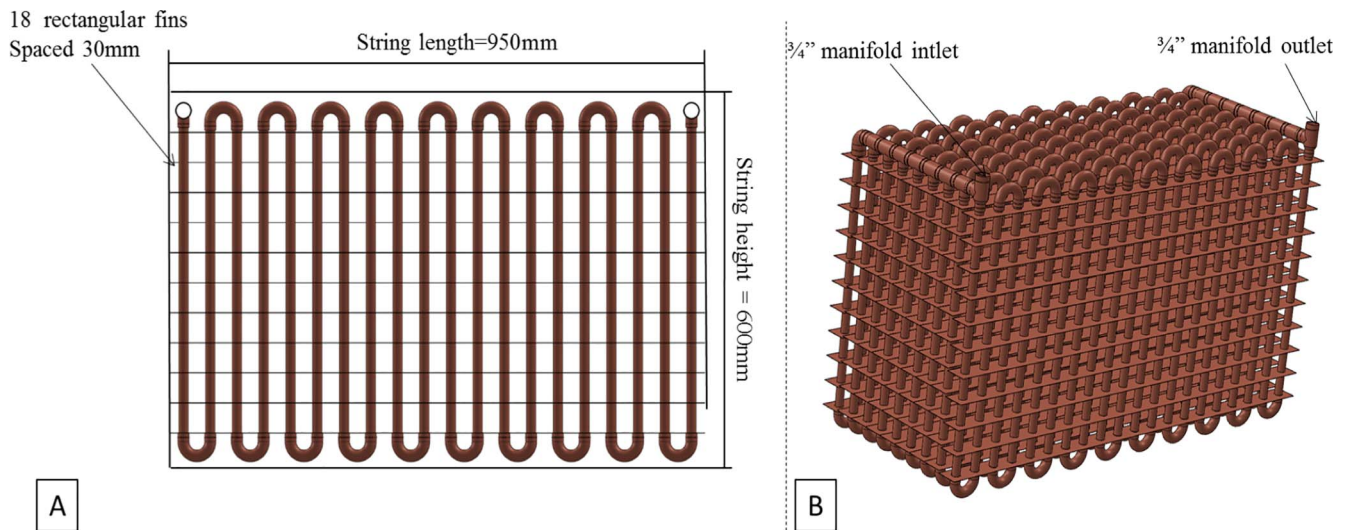 18 rectangular fins
Spaced 30mm
String length=950mm
String height = 600mm
A
¾” manifold intlet
¾” manifold outlet
B